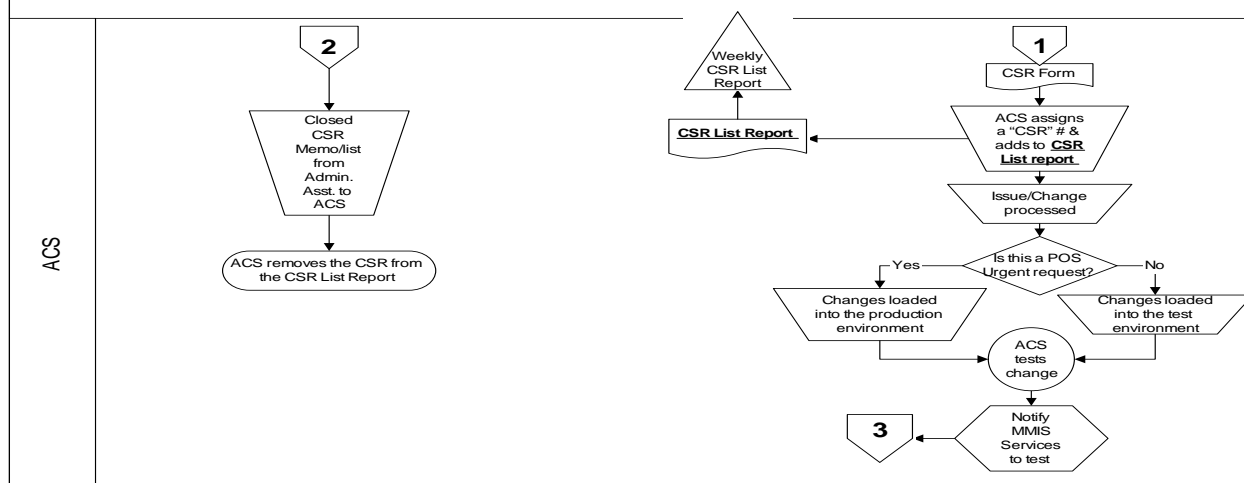 ACS
2
Closed
CSR
Memo/list
from
Admin.
Asst. to
ACS
ACS removes the CSR from
the CSR List Report
Weekly
CSR List
Report
CSR List Report
1
CSR Form
ACS assigns
a “CSR” # &
adds to CSR
List report
Issue/Change
processed
Is this a POS
Urgent request?
Yes
No
Changes loaded
into the production
environment
Changes loaded
into the test
environment
ACS
tests
change
Notify
MMIS
Services
to test
3